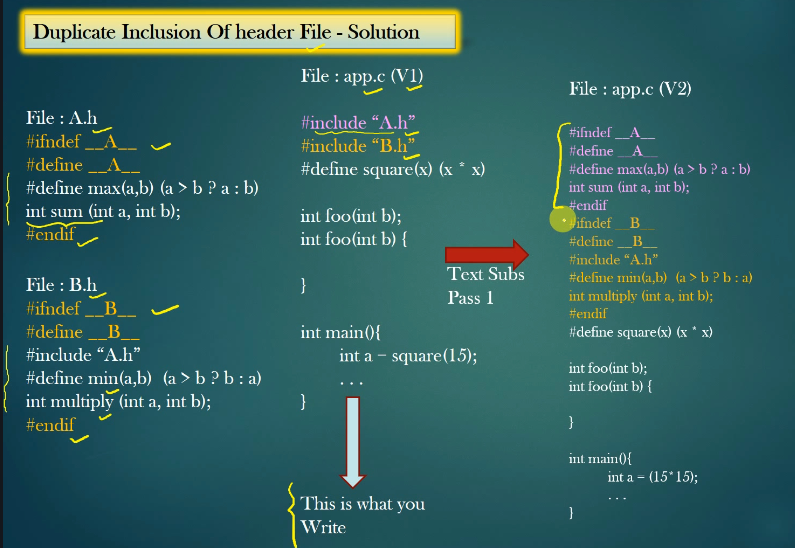 Duplicate Inclusion Of header File - Solution
File : A.h
#ifndef __A__
#define __A__
#define max(a,b) (a > b ? a : b)
int sum (int a, int b);
#endif
File : B.h
#ifndef __B__
#define __B__
#include “A.h”
#define min(a,b) (a > b ? b : a)
int multiply (int a, int b);
#endif
File : app.c (V1)
#include “A.h”
#include “B.h”
#define square(x) (x * x)
int foo(int b);
int foo(int b) {
}
int main(){
int a = square(15);
. . .
}
This is what you
Write
Text Subs
Pass 1
File : app.c (V2)
#ifndef __A__
#define __A__
#define max(a,b) (a > b ? a : b)
int sum (int a, int b);
#endif
#ifndef __B__
#define __B__
#include “A.h”
#define min(a,b) (a > b ? b : a)
int multiply (int a, int b);
#endif
#define square(x) (x * x)
int foo(int b);
int foo(int b) {
}
int main(){
int a = (15*15);
. . .
}